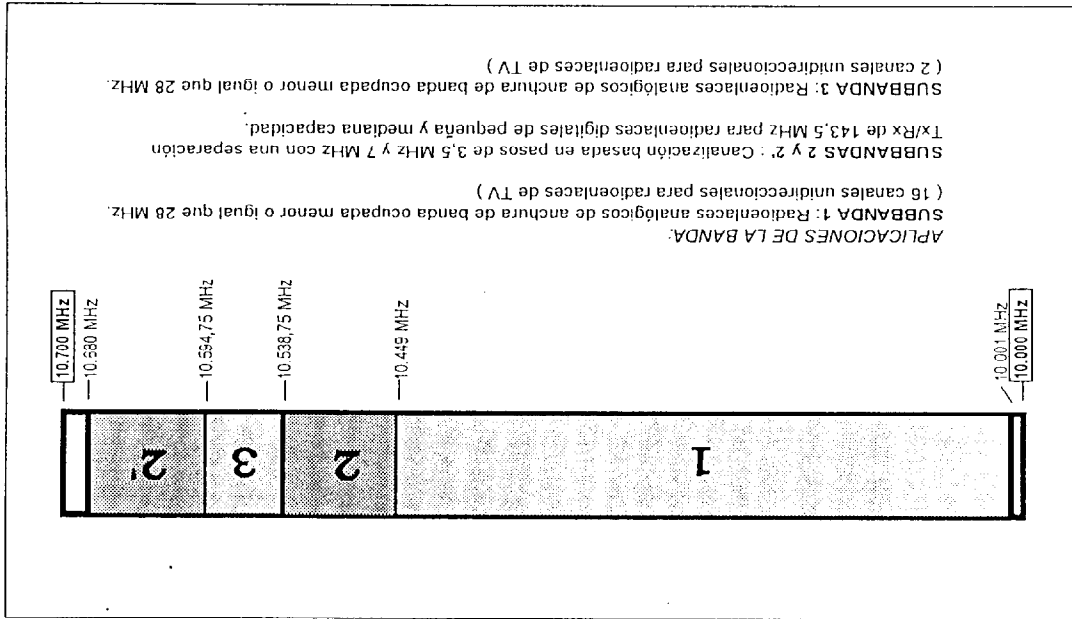 1 2 3 2'
10.000 MHz
10.001 MHz
10.449 MHz
10.538,75 MHz
10.594,75 MHz
10.680 MHz
10.700 MHz
APLICACIONES DE LA BANDA:
SUBBANDA 1: Radioenlaces analógicos de anchura de banda ocupada menor o igual que 28 MHz.
( 16 canales unidireccionales para radioenlaces de TV )
SUBBANDAS 2 y 2' : Canalización basada en pasos de 3,5 MHz y 7 MHz con una separación
Tx/Rx de 143,5 MHz para radioenlaces digitales de pequeña y mediana capacidad.
SUBBANDA 3: Radioenlaces analógicos de anchura de banda ocupada menor o igual que 28 MHz.
( 2 canales unidireccionales para radioenlaces de TV )